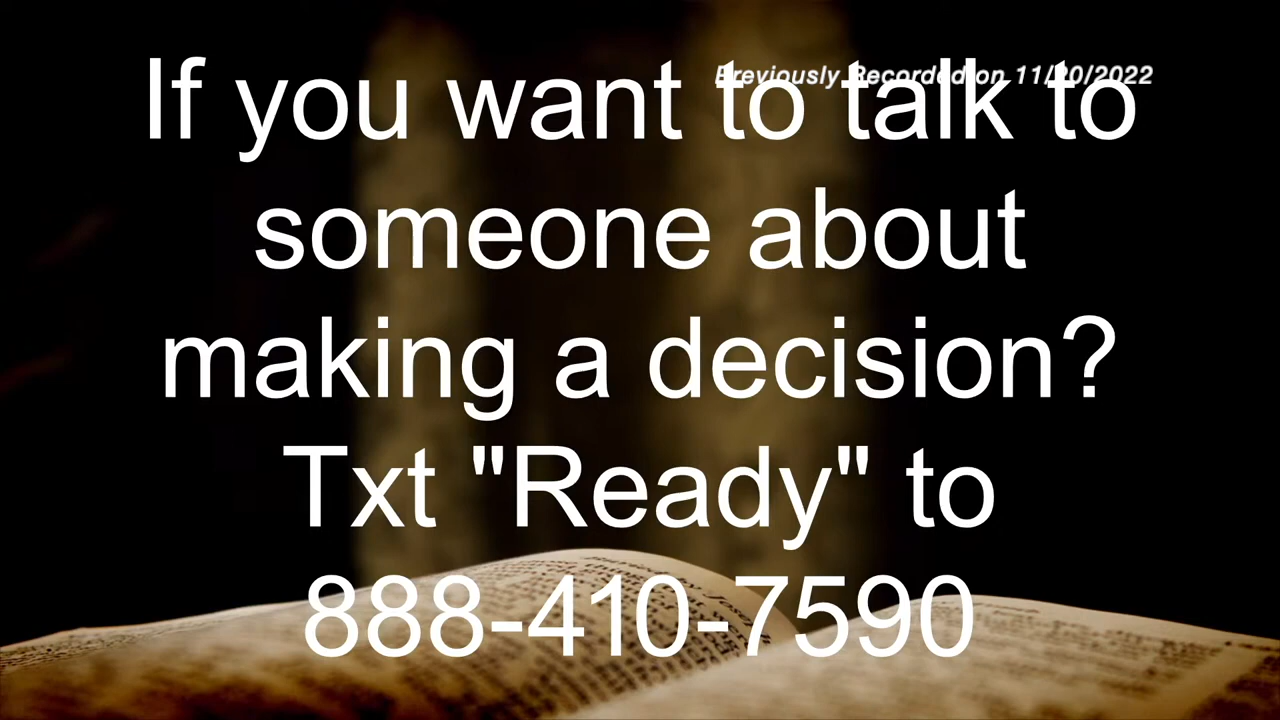 Previously Recorded on 11/20/2022
If you want to talk to
someone about
making a decision?
Txt "Ready" to
888-410-7590